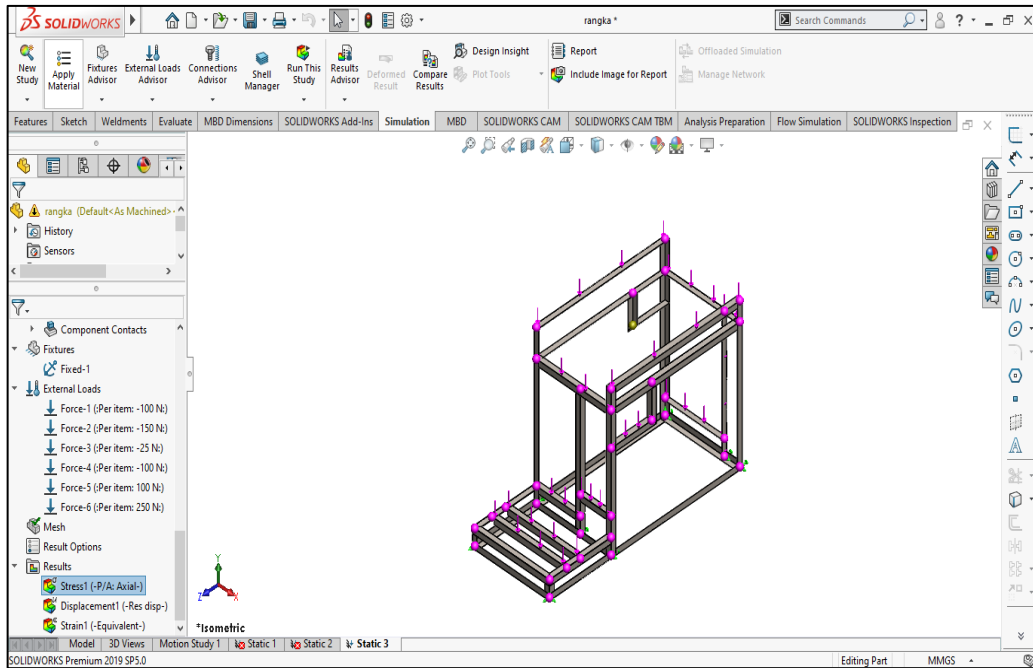 SOLIDWORKS
rangka *
Search Commands
New Study
Apply Material
Fixtures Advisor
External Loads Advisor
Connections Advisor
Shell Manager
Run This Study
Results Advisor
Deformed Result
Compare Results
Design Insight
Plot Tools
Report
Include Image for Report
Offloaded Simulation
Manage Network
Features
Sketch
Weldments
Evaluate
MBD Dimensions
SOLIDWORKS Add-Ins
Simulation
MBD
SOLIDWORKS CAM
SOLIDWORKS CAM TBM
Analysis Preparation
Flow Simulation
SOLIDWORKS Inspection
rangka (Default<As Machined>-
History
Sensors
Component Contacts
Fixtures
Fixed-1
External Loads
Force-1 (:Per item: -100 N:)
Force-2 (:Per item: -150 N:)
Force-3 (:Per item: -25 N:)
Force-4 (:Per item: -100 N:)
Force-5 (:Per item: 100 N:)
Force-6 (:Per item: 250 N:)
Mesh
Result Options
Results
Stress1 (-P/A: Axial-)
Displacement1 (-Res disp-)
Strain1 (-Equivalent-)
Y
Z
X
*Isometric
Model
3D Views
Motion Study 1
Static 1
Static 2
Static 3
SOLIDWORKS Premium 2019 SP5.0
Editing Part
MMGS